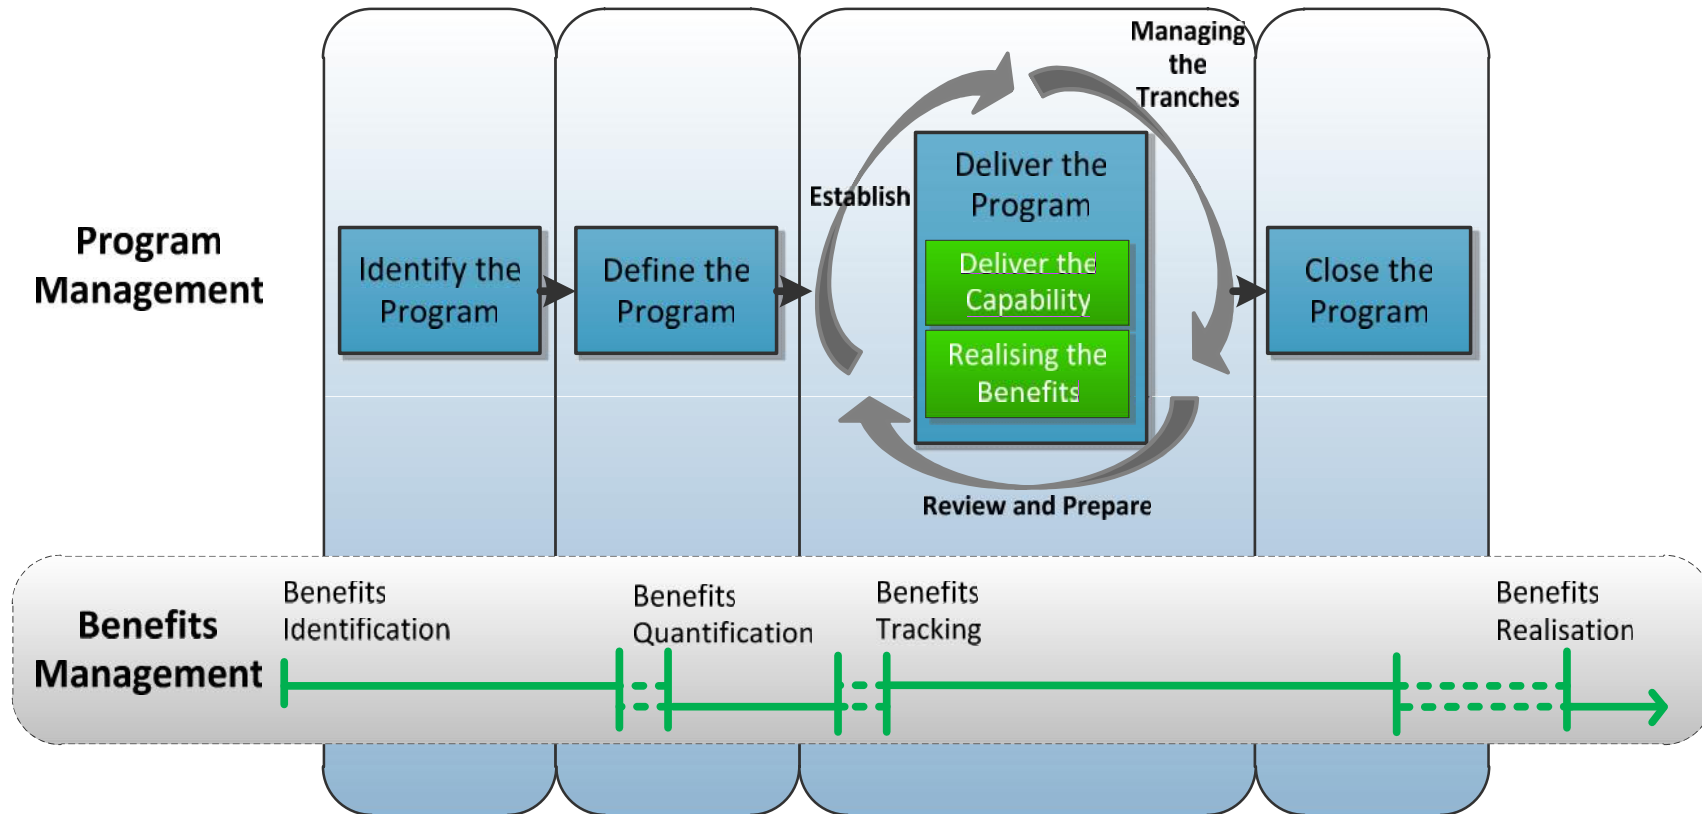 Managing
the
Tranches
Establish
Deliver the
Program
Deliver the
Capability
Realising the
Benefits
Review and Prepare
Program
Management
Identify the
Program
Define the
Program
Close the
Program
Benefits
Management
Benefits
Identification
Benefits
Quantification
Benefits
Tracking
Benefits
Realisation